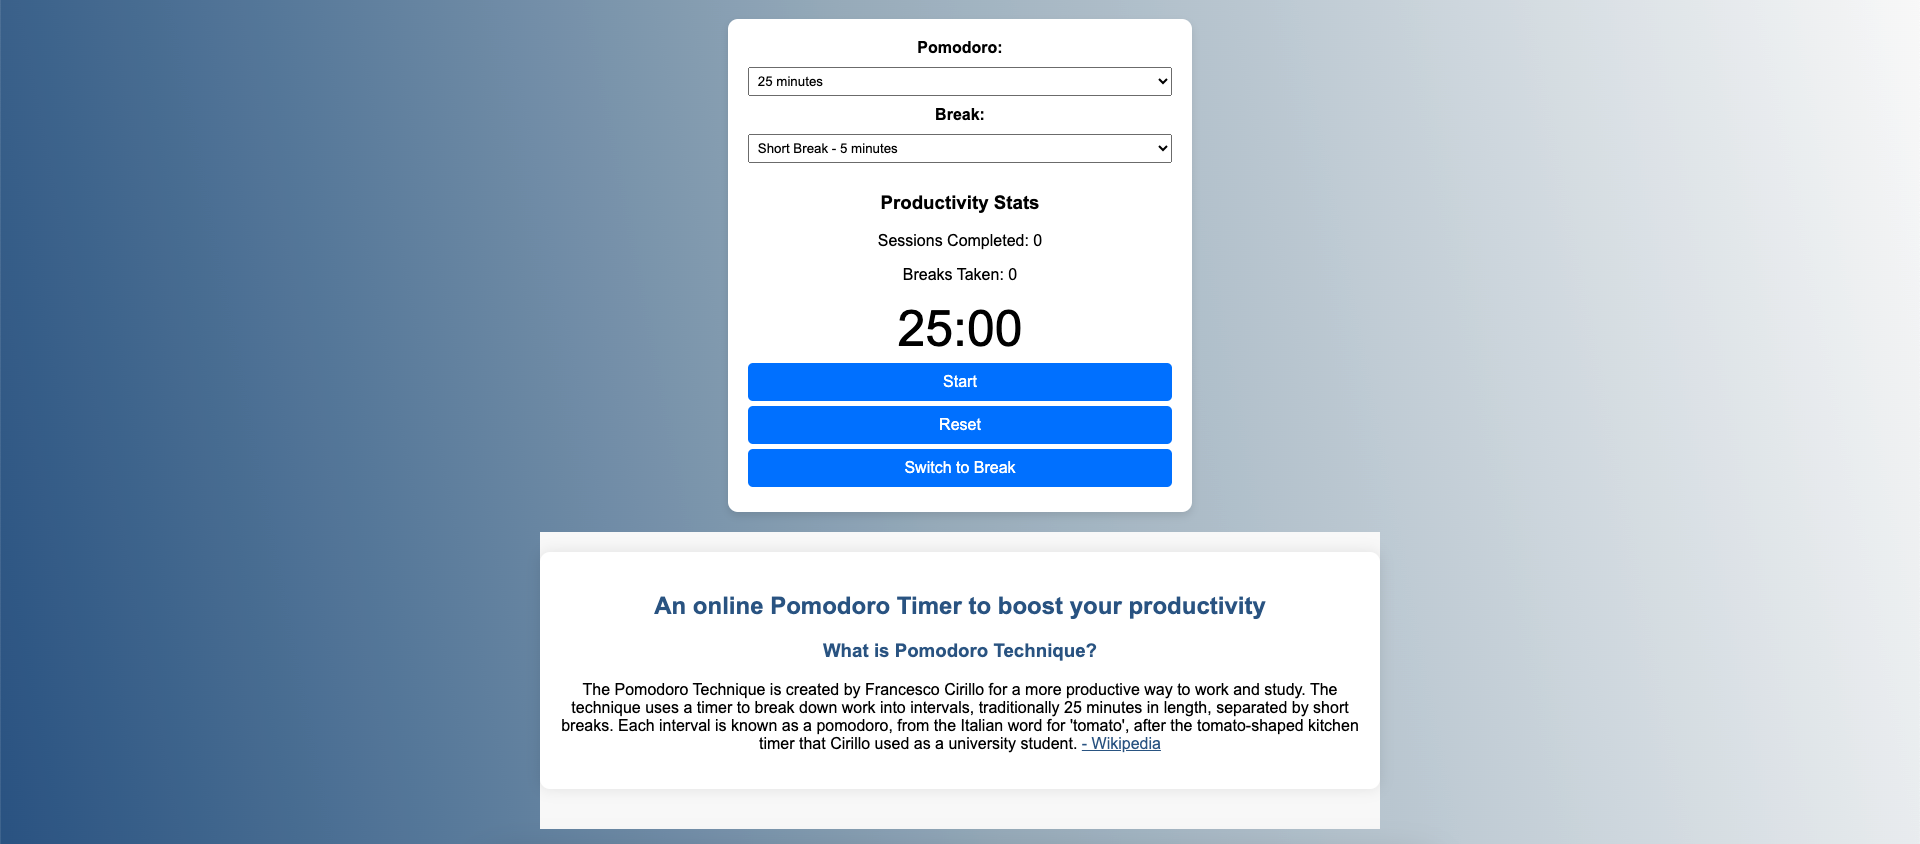 Pomodoro:
25 minutes
Break:
Short Break - 5 minutes
Productivity Stats
Sessions Completed: 0
Breaks Taken: 0
25:00
Start
Reset
Switch to Break
An online Pomodoro Timer to boost your productivity
What is Pomodoro Technique?
The Pomodoro Technique is created by Francesco Cirillo for a more productive way to work and study. The
technique uses a timer to break down work into intervals, traditionally 25 minutes in length, separated by short
breaks. Each interval is known as a pomodoro, from the Italian word for 'tomato', after the tomato-shaped kitchen
timer that Cirillo used as a university student. - Wikipedia